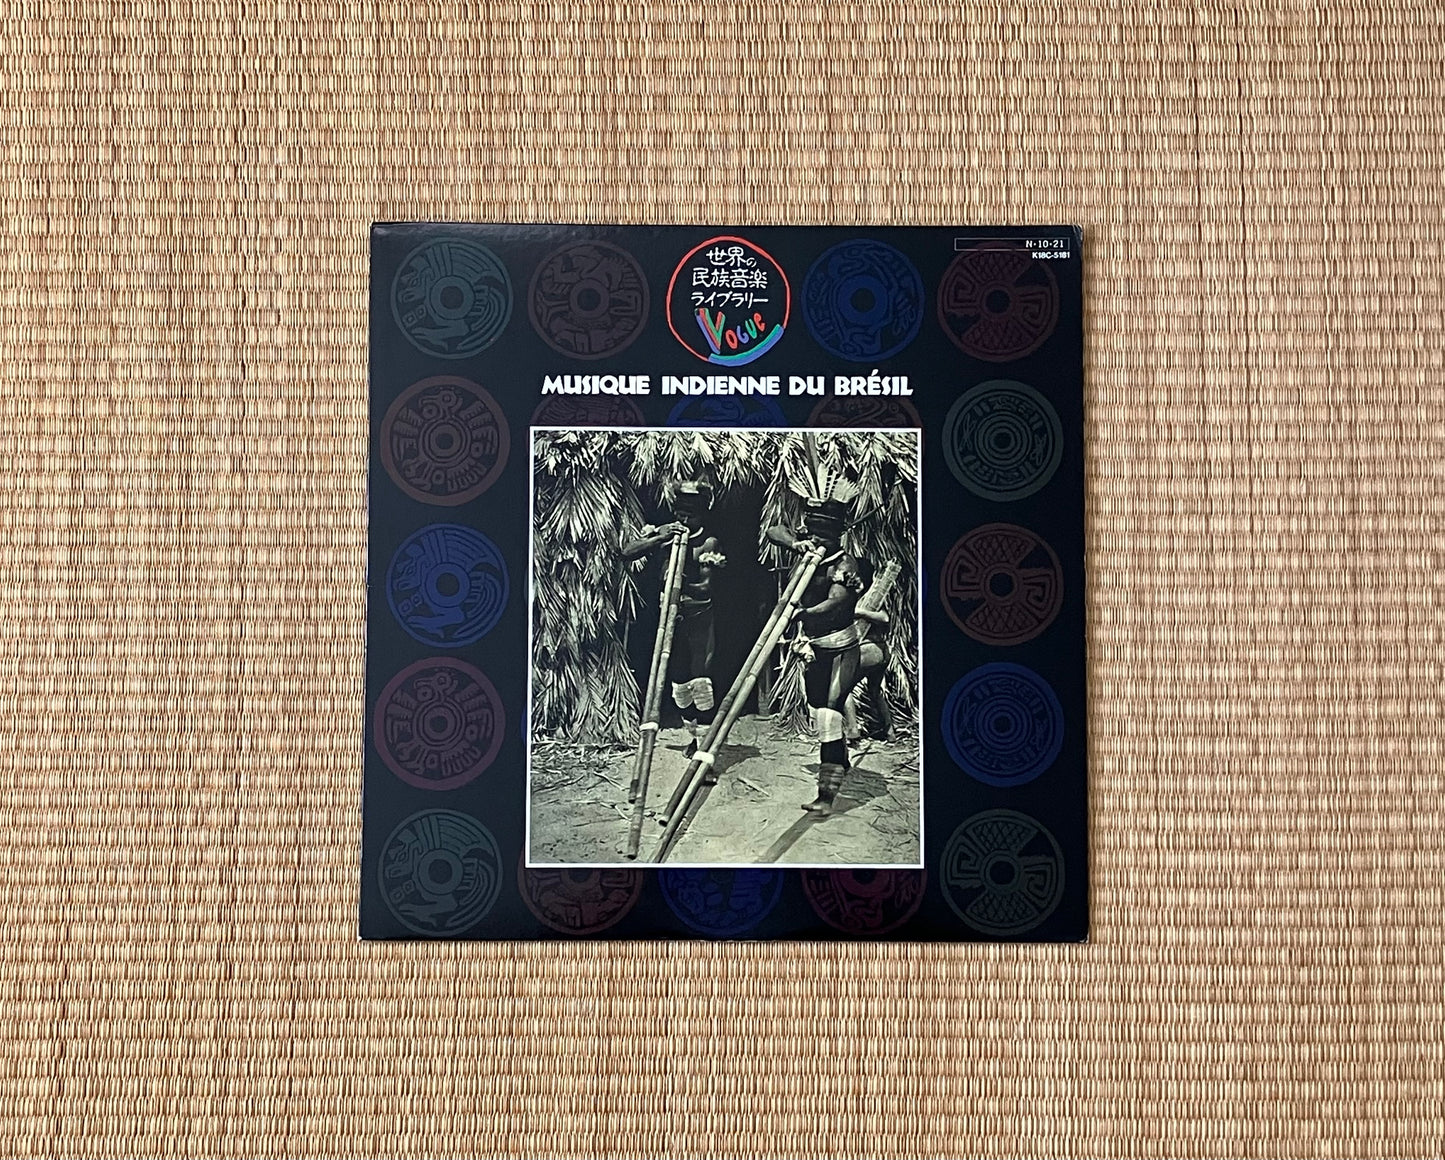 世界の
民族音楽
ライブラリー
VOGUE
N・10・21
K18C-5181
MUSIQUE INDIENNE DU BRÉSIL